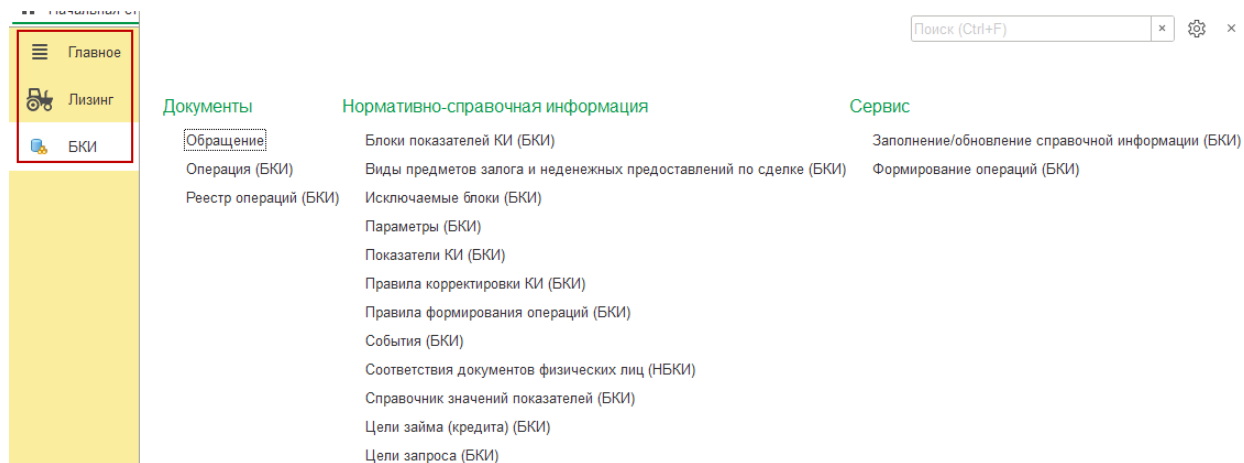 Начальная
Поиск (Ctrl+F)
Главное
Лизинг
БКИ
Документы
Обращение
Операция (БКИ)
Реестр операций (БКИ)
Нормативно-справочная информация
Блоки показателей КИ (БКИ)
Виды предметов залога и неденежных предоставлений по сделке (БКИ)
Исключаемые блоки (БКИ)
Параметры (БКИ)
Показатели КИ (БКИ)
Правила корректировки КИ (БКИ)
Правила формирования операций (БКИ)
События (БКИ)
Соответствия документов физических лиц (НБКИ)
Справочник значений показателей (БКИ)
Цели займа (кредита) (БКИ)
Цели запроса (БКИ)
Сервис
Заполнение/обновление справочной информации (БКИ)
Формирование операций (БКИ)